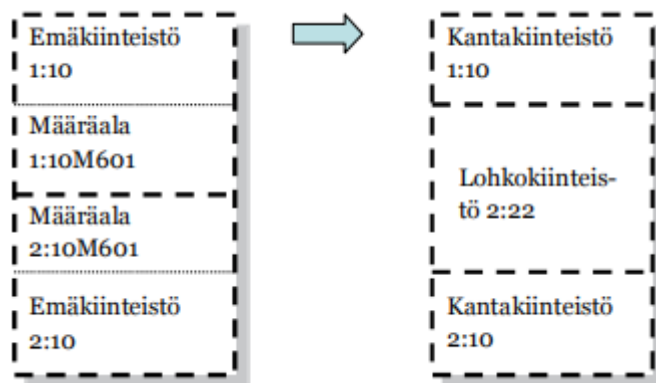 Emäkiinteistö
1:10
Määräala
1:10M601
Määräala
2:10M601
Emäkiinteistö
2:10
Kantakiinteistö
1:10
Lohkokiinteis-
tö 2:22
Kantakiinteistö
2:10